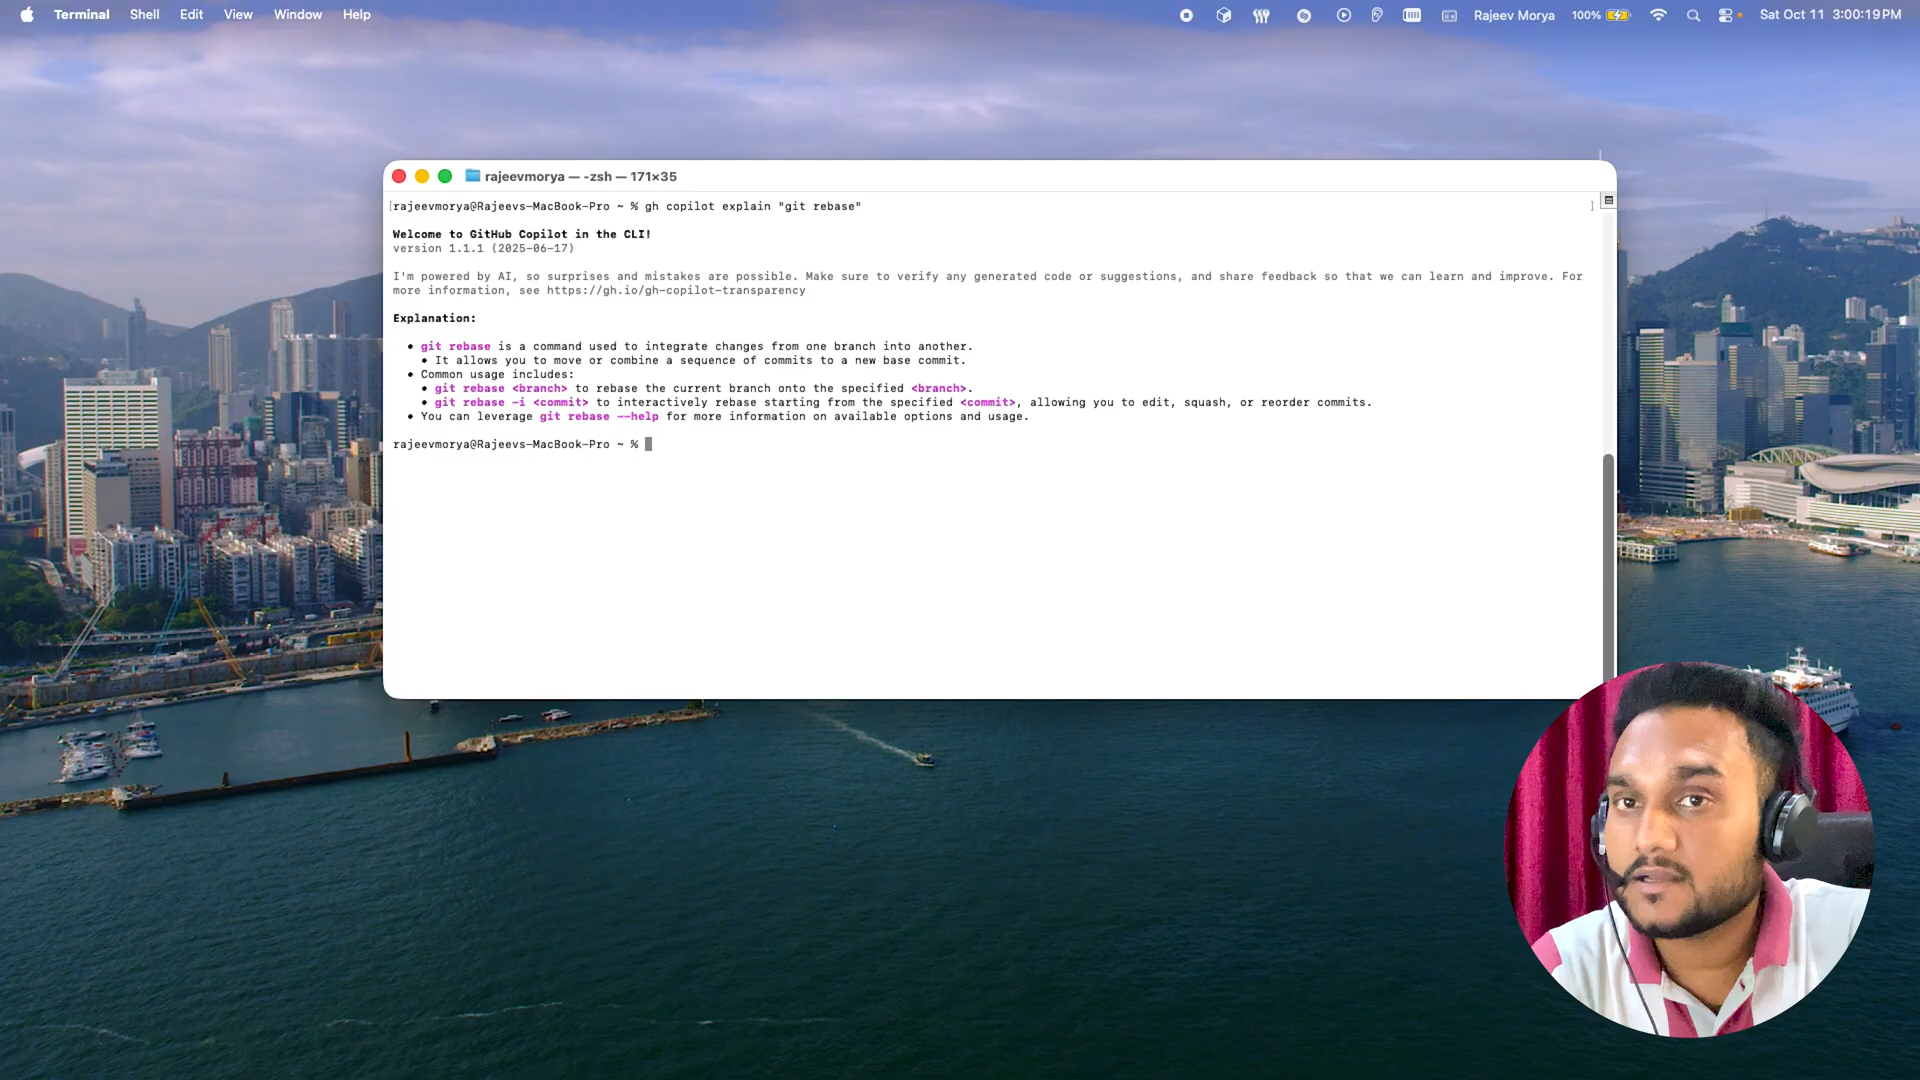 Terminal Shell Edit View Window Help Rajeev Morya 100% Sat Oct 11 3:00:19 PM
rajeevmorya — -zsh — 171×35
[rajeevmorya@Rajeevs-MacBook-Pro ~ % gh copilot explain "git rebase" ]
Welcome to GitHub Copilot in the CLI!
version 1.1.1 (2025-06-17)
I'm powered by AI, so surprises and mistakes are possible. Make sure to verify any generated code or suggestions, and share feedback so that we can learn and improve. For
more information, see https://gh.io/gh-copilot-transparency
Explanation:
• git rebase is a command used to integrate changes from one branch into another.
• It allows you to move or combine a sequence of commits to a new base commit.
• Common usage includes:
• git rebase <branch> to rebase the current branch onto the specified <branch>.
• git rebase -i <commit> to interactively rebase starting from the specified <commit>, allowing you to edit, squash, or reorder commits.
• You can leverage git rebase --help for more information on available options and usage.
rajeevmorya@Rajeevs-MacBook-Pro ~ %